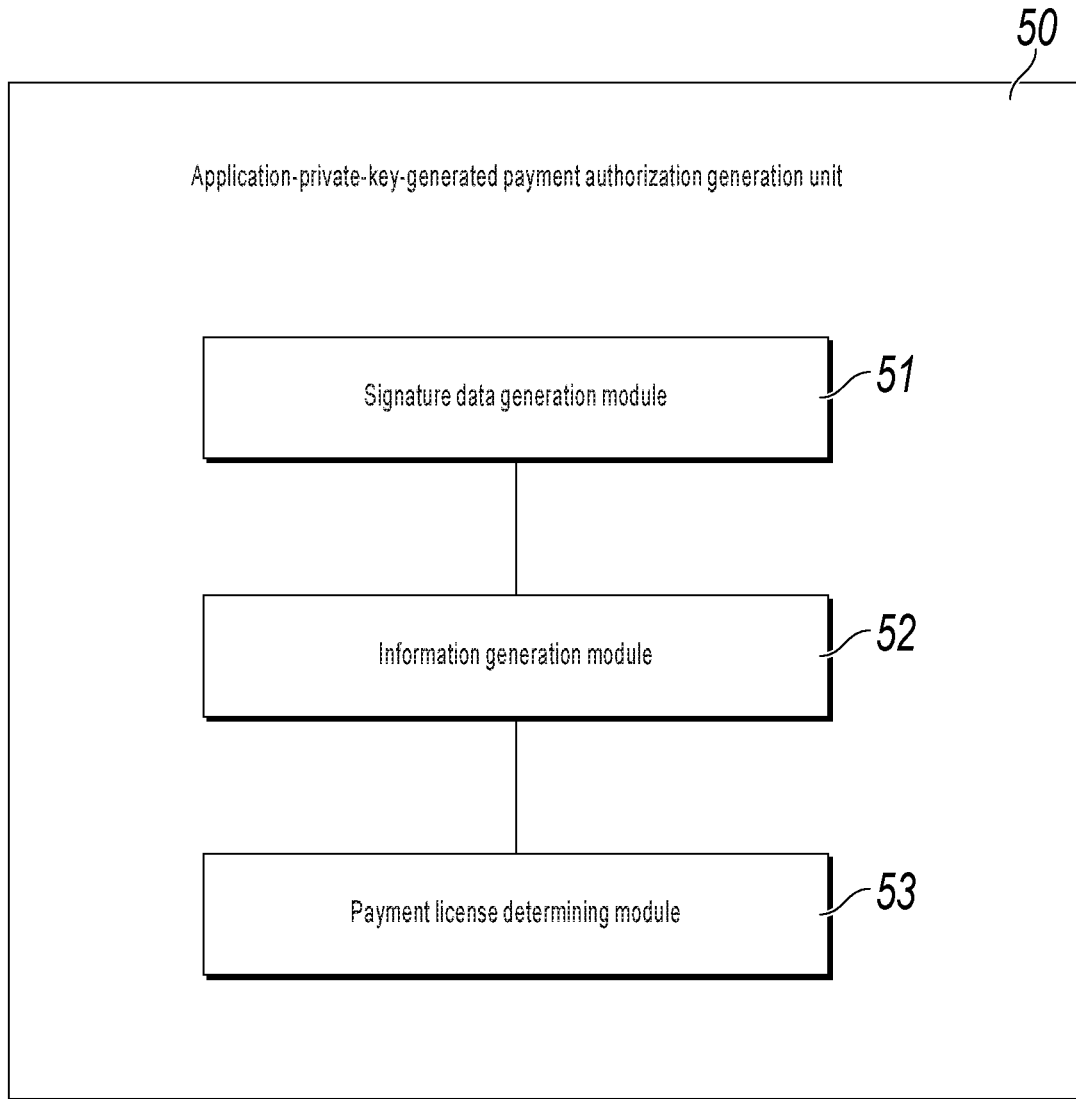 50
Application-private-key-generated payment authorization generation unit
Signature data generation module
51
Information generation module
52
Payment license determining module
53